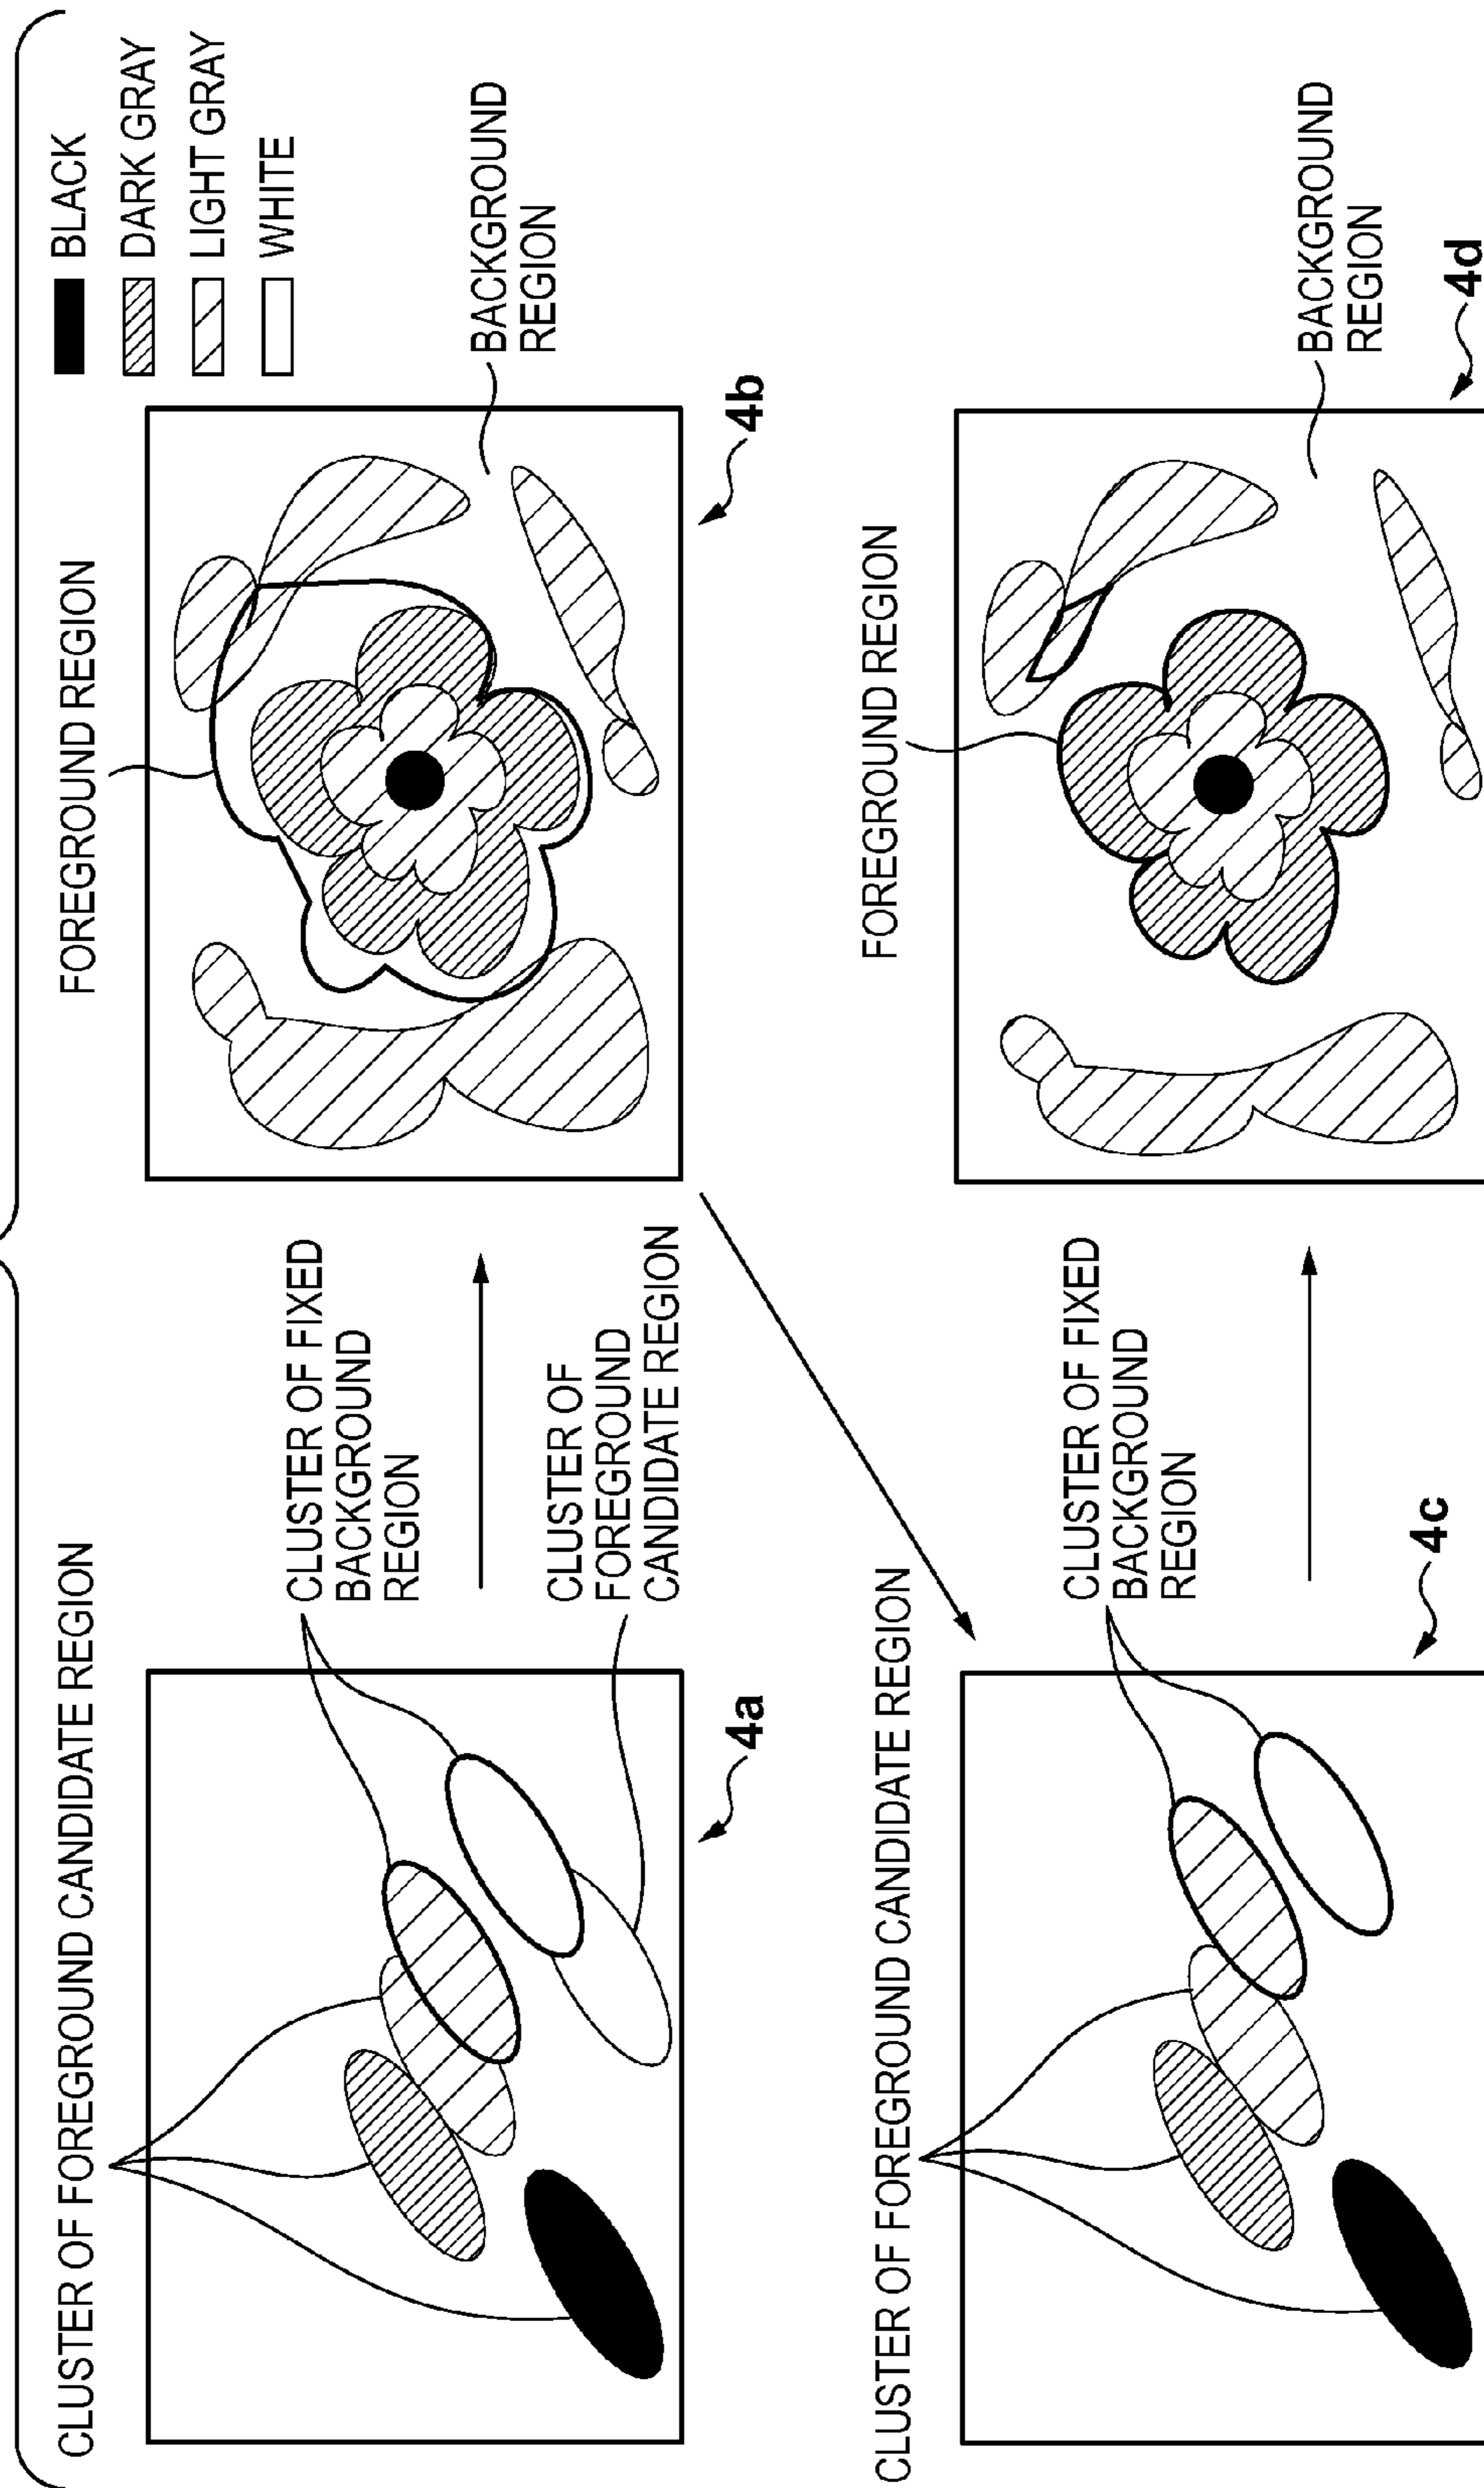 BLACK
DARK GRAY
LIGHT GRAY
WHITE
CLUSTER OF FOREGROUND CANDIDATE REGION
CLUSTER OF FIXED
BACKGROUND
REGION
CLUSTER OF
FOREGROUND
CANDIDATE REGION
4a
FOREGROUND REGION
BACKGROUND
REGION
4b
CLUSTER OF FOREGROUND CANDIDATE REGION
CLUSTER OF FIXED
BACKGROUND
REGION
4c
FOREGROUND REGION
BACKGROUND
REGION
4d